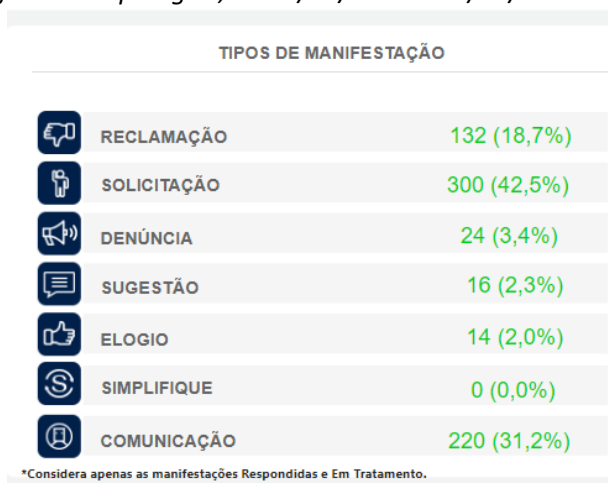 TIPOS DE MANIFESTAÇÃO
RECLAMAÇÃO 132 (18,7%)
SOLICITAÇÃO 300 (42,5%)
DENÚNCIA 24 (3,4%)
SUGESTÃO 16 (2,3%)
ELOGIO 14 (2,0%)
SIMPLIFIQUE 0 (0,0%)
COMUNICAÇÃO 220 (31,2%)
*Considera apenas as manifestações Respondidas e Em Tratamento.